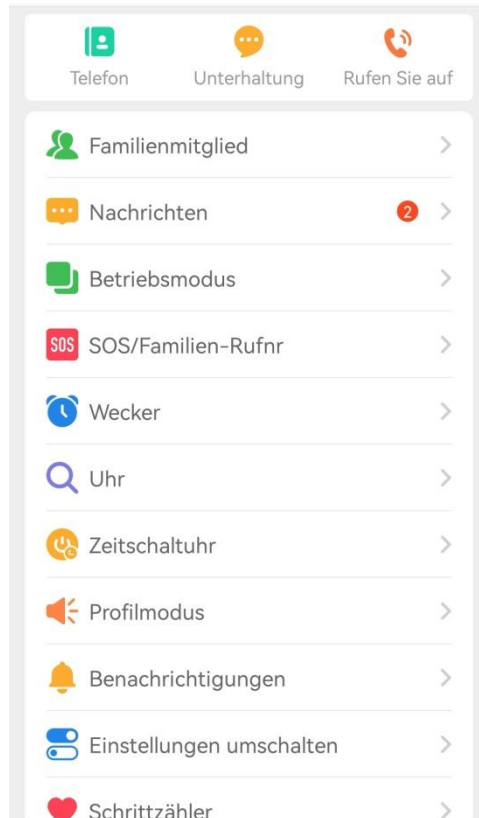 Telefon
Unterhaltung
Rufen Sie auf
Familienmitglied
Nachrichten
2
Betriebsmodus
SOS
SOS/Familien-Rufnr
Wecker
Uhr
Zeitschaltuhr
Profilmodus
Benachrichtigungen
Einstellungen umschalten
Schrittzähler